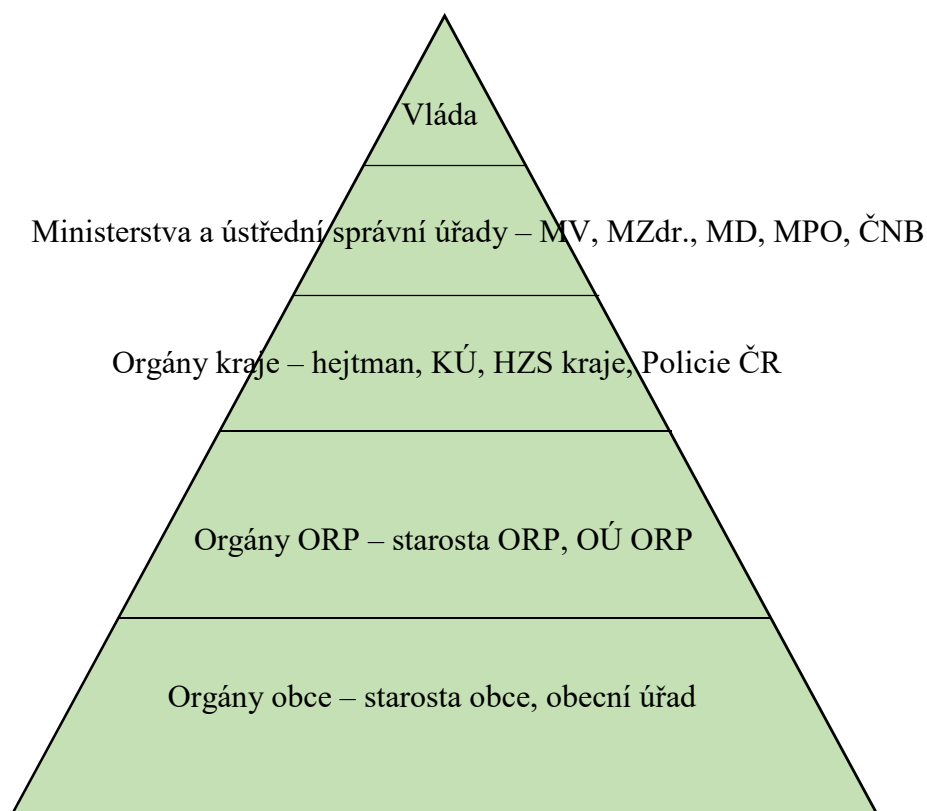 Vláda
Ministerstva a ústřední správní úřady – MV, MZdr., MD, MPO, ČNB
Orgány kraje – hejtman, KÚ, HZS kraje, Policie ČR
Orgány ORP – starosta ORP, OÚ ORP
Orgány obce – starosta obce, obecní úřad